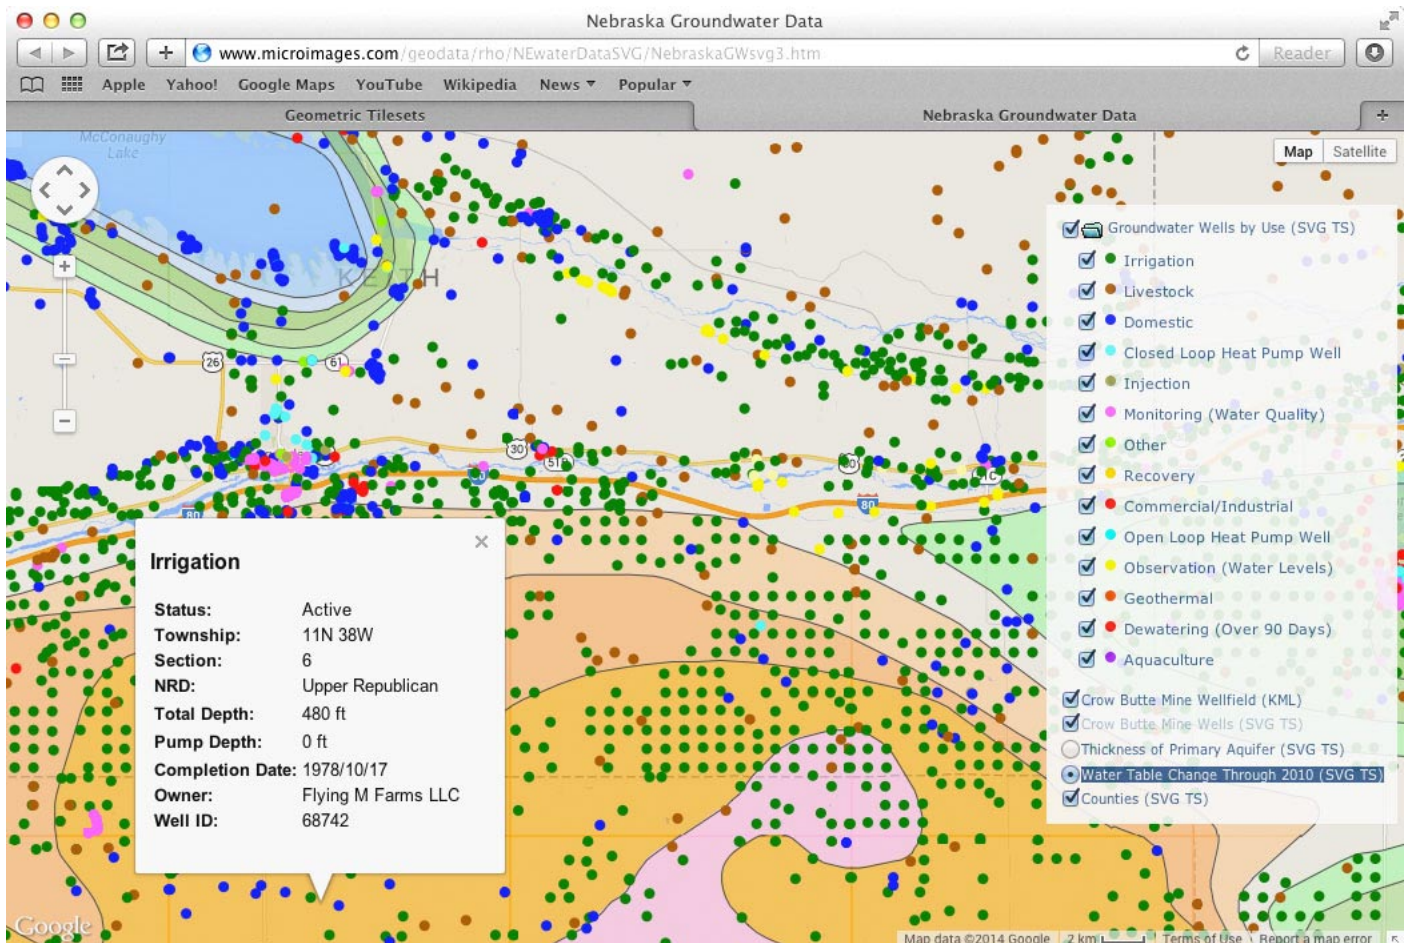 Nebraska Groundwater Data
www.microimages.com/geodata/rho/NEwaterDataSVG/NebraskaGWsvg3.htm
Reader
Apple Yahoo! Google Maps YouTube Wikipedia News Popular
Geometric Tilesets
Nebraska Groundwater Data
McConaughy
Lake
Map Satellite
KEITH
26
61
30
80
80
Groundwater Wells by Use (SVG TS)
Irrigation
Livestock
Domestic
Closed Loop Heat Pump Well
Injection
Monitoring (Water Quality)
Other
Recovery
Commercial/Industrial
Open Loop Heat Pump Well
Observation (Water Levels)
Geothermal
Dewatering (Over 90 Days)
Aquaculture
Crow Butte Mine Wellfield (KML)
Crow Butte Mine Wells (SVG TS)
Thickness of Primary Aquifer (SVG TS)
Water Table Change Through 2010 (SVG TS)
Counties (SVG TS)
Irrigation
Status: Active
Township: 11N 38W
Section: 6
NRD: Upper Republican
Total Depth: 480 ft
Pump Depth: 0 ft
Completion Date: 1978/10/17
Owner: Flying M Farms LLC
Well ID: 68742
Google
Map data ©2014 Google 2 km Terms of Use Report a map error